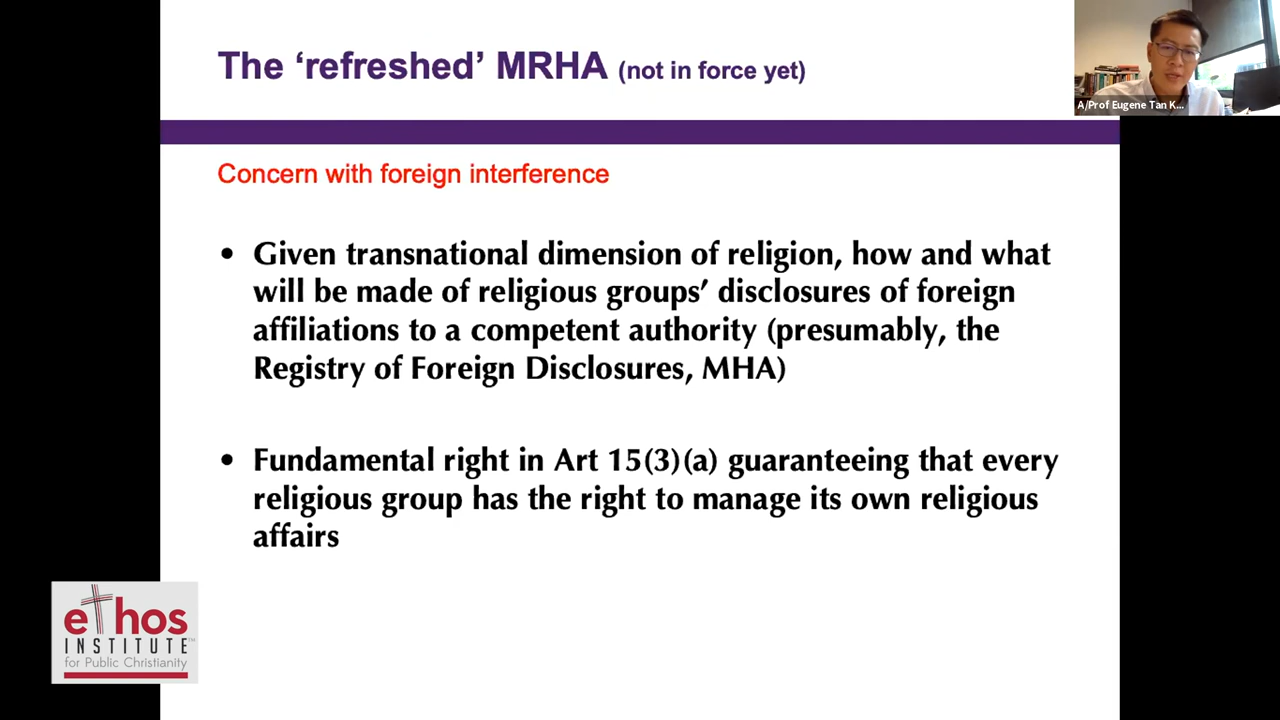 The ‘refreshed’ MRHA (not in force yet)
A/Prof Eugene Tan K...
Concern with foreign interference
• Given transnational dimension of religion, how and what
will be made of religious groups’ disclosures of foreign
affiliations to a competent authority (presumably, the
Registry of Foreign Disclosures, MHA)
• Fundamental right in Art 15(3)(a) guaranteeing that every
religious group has the right to manage its own religious
affairs
ethos
INSTITUTE™
for Public Christianity